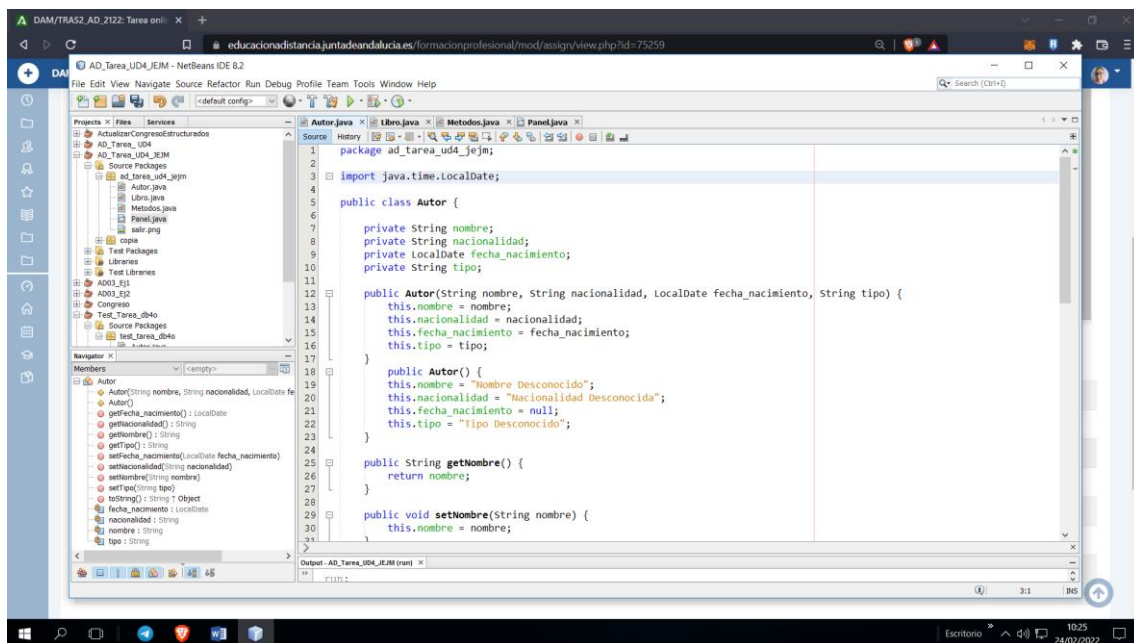 DAM/TRAS2_AD_2122: Tarea onli
educacionadistancia.juntadeandalucia.es/formacionprofesional/mod/assign/view.php?id=75259
DAM
AD_Tarea_UD4_JEJM - NetBeans IDE 8.2
File Edit View Navigate Source Refactor Run Debug Profile Team Tools Window Help
Search (Ctrl+I)
<default config>
Projects Files Services
ActualizarCongresoEstructurados
AD_Tarea_UD4
AD_Tarea_UD4_JEJM
Source Packages
ad_tarea_ud4_jejm
Autor.java
Libro.java
Metodos.java
Panel.java
salir.png
copia
Test Packages
Libraries
Test Libraries
AD03_Ej1
AD03_Ej2
Congreso
Test_Tarea_db4o
Source Packages
test_tarea_db4o
Autor.java
Navigator
Members <empty>
Autor
Autor(String nombre, String nacionalidad, LocalDate fe
Autor()
getFecha_nacimiento() : LocalDate
getNacionalidad() : String
getNombre() : String
getTipo() : String
setFecha_nacimiento(LocalDate fecha_nacimiento)
setNacionalidad(String nacionalidad)
setNombre(String nombre)
setTipo(String tipo)
toString() : String ↑ Object
fecha_nacimiento : LocalDate
nacionalidad : String
nombre : String
tipo : String
Autor.java Libro.java Metodos.java Panel.java
Source History
1 package ad_tarea_ud4_jejm;
2
3 import java.time.LocalDate;
4
5 public class Autor {
6
7 private String nombre;
8 private String nacionalidad;
9 private LocalDate fecha_nacimiento;
10 private String tipo;
11
12 public Autor(String nombre, String nacionalidad, LocalDate fecha_nacimiento, String tipo) {
13 this.nombre = nombre;
14 this.nacionalidad = nacionalidad;
15 this.fecha_nacimiento = fecha_nacimiento;
16 this.tipo = tipo;
17 }
18 public Autor() {
19 this.nombre = "Nombre Desconocido";
20 this.nacionalidad = "Nacionalidad Desconocida";
21 this.fecha_nacimiento = null;
22 this.tipo = "Tipo Desconocido";
23 }
24
25 public String getNombre() {
26 return nombre;
27 }
28
29 public void setNombre(String nombre) {
30 this.nombre = nombre;
31 }
Output - AD_Tarea_UD4_JEJM (run)
run:
3:1 INS
Escritorio
10:25
24/02/2022